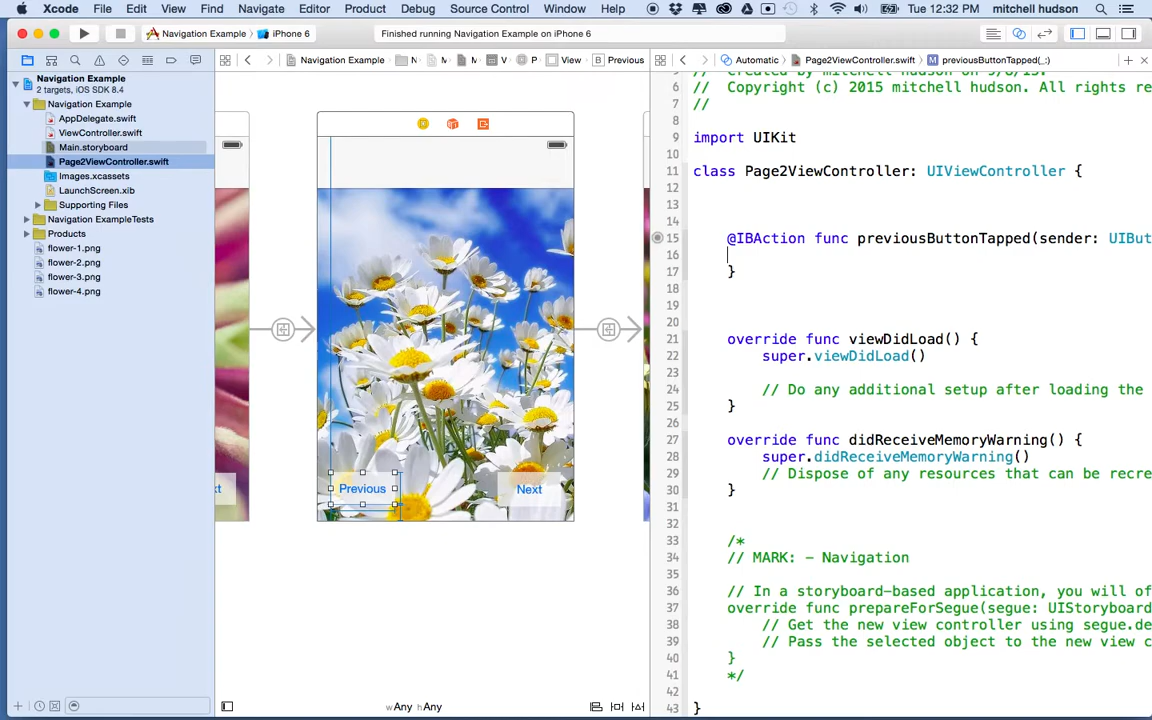 Xcode File Edit View Find Navigate Editor Product Debug Source Control Window Help Tue 12:32 PM mitchell hudson
Navigation Example iPhone 6 Finished running Navigation Example on iPhone 6
Navigation Example View Previous Automatic Page2ViewController.swift previousButtonTapped(_:)
Navigation Example
2 targets, iOS SDK 8.4
Navigation Example
AppDelegate.swift
ViewController.swift
Main.storyboard
Page2ViewController.swift
Images.xcassets
LaunchScreen.xib
Supporting Files
Navigation ExampleTests
Products
flower-1.png
flower-2.png
flower-3.png
flower-4.png
Previous
Next
wAny hAny
6 // Copyright (c) 2015 mitchell hudson. All rights re
7 //
8
9 import UIKit
10
11 class Page2ViewController: UIViewController {
12
13
14
15 @IBAction func previousButtonTapped(sender: UIBut
16
17 }
18
19
20
21 override func viewDidLoad() {
22 super.viewDidLoad()
23
24 // Do any additional setup after loading the
25 }
26
27 override func didReceiveMemoryWarning() {
28 super.didReceiveMemoryWarning()
29 // Dispose of any resources that can be recre
30 }
31
32
33 /*
34 // MARK: - Navigation
35
36 // In a storyboard-based application, you will of
37 override func prepareForSegue(segue: UIStoryboard
38 // Get the new view controller using segue.de
39 // Pass the selected object to the new view c
40 }
41 */
42
43 }